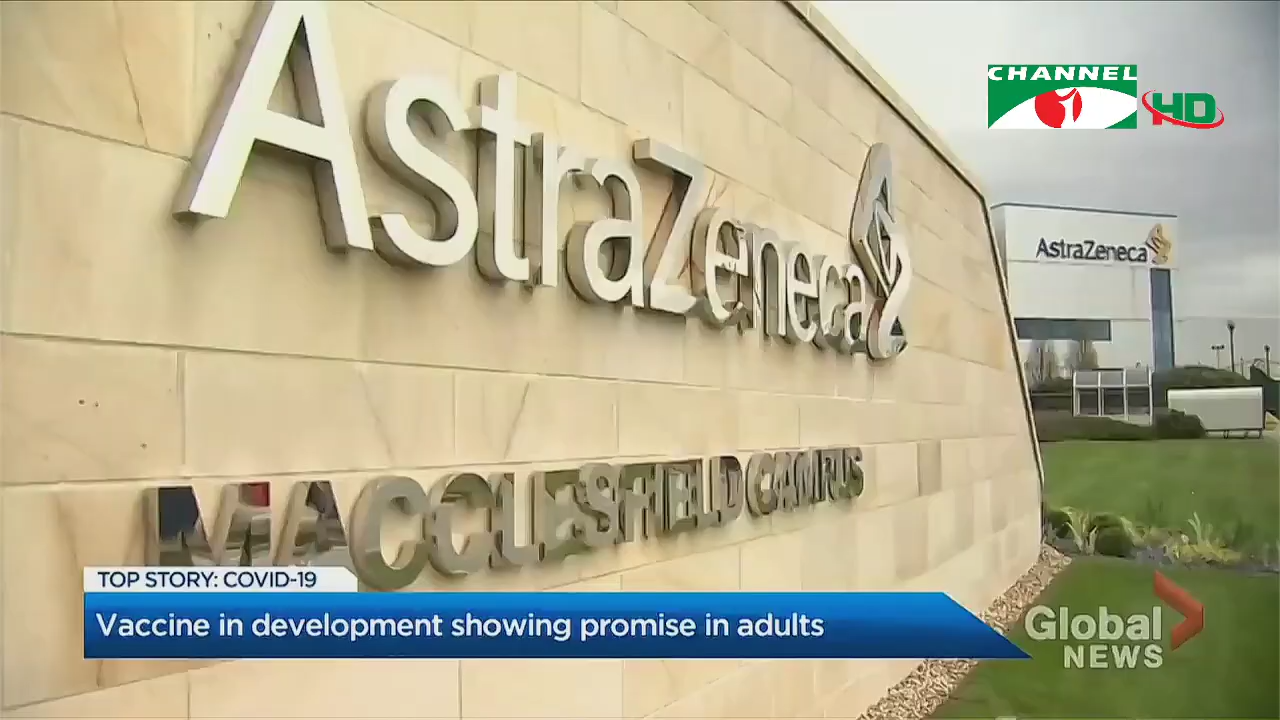 AstraZeneca
MACCLESFIELD CAMPUS
CHANNEL
HD
AstraZeneca
TOP STORY: COVID-19
Vaccine in development showing promise in adults
Global
NEWS